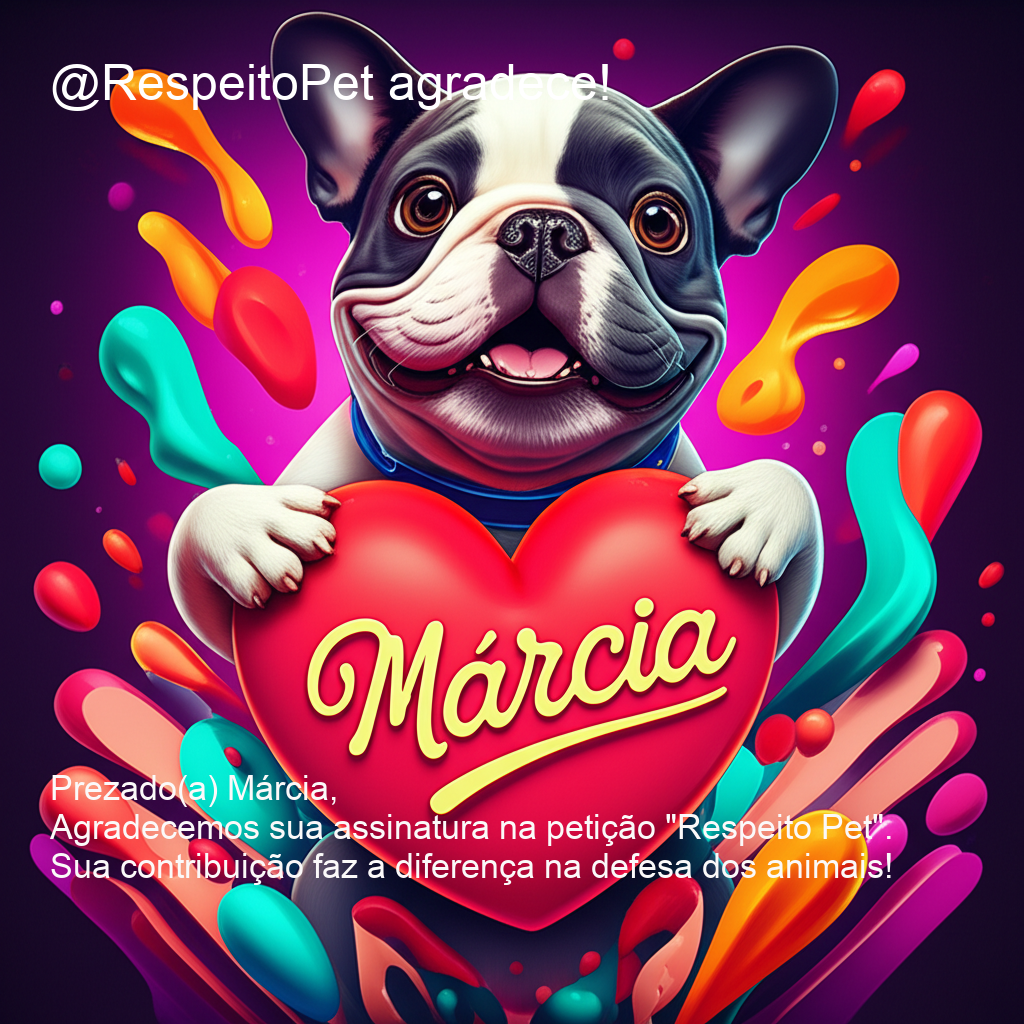 @RespeitoPet agradece!
Márcia
Prezado(a) Márcia,
Agradecemos sua assinatura na petição "Respeito Pet".
Sua contribuição faz a diferença na defesa dos animais!